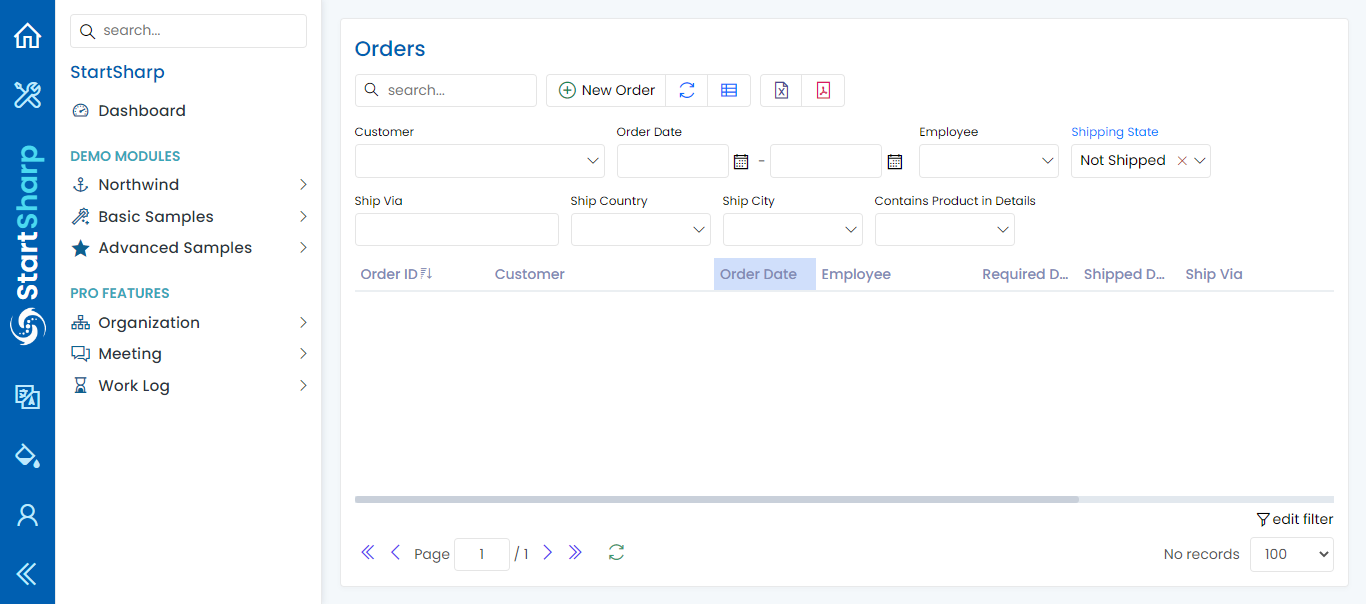 StartSharp
search...
StartSharp
Dashboard
DEMO MODULES
Northwind
Basic Samples
Advanced Samples
PRO FEATURES
Organization
Meeting
Work Log
Orders
search... New Order
Customer Order Date Employee Shipping State
- Not Shipped
Ship Via Ship Country Ship City Contains Product in Details
Order ID Customer Order Date Employee Required D... Shipped D... Ship Via
edit filter
Page 1 / 1 No records 100